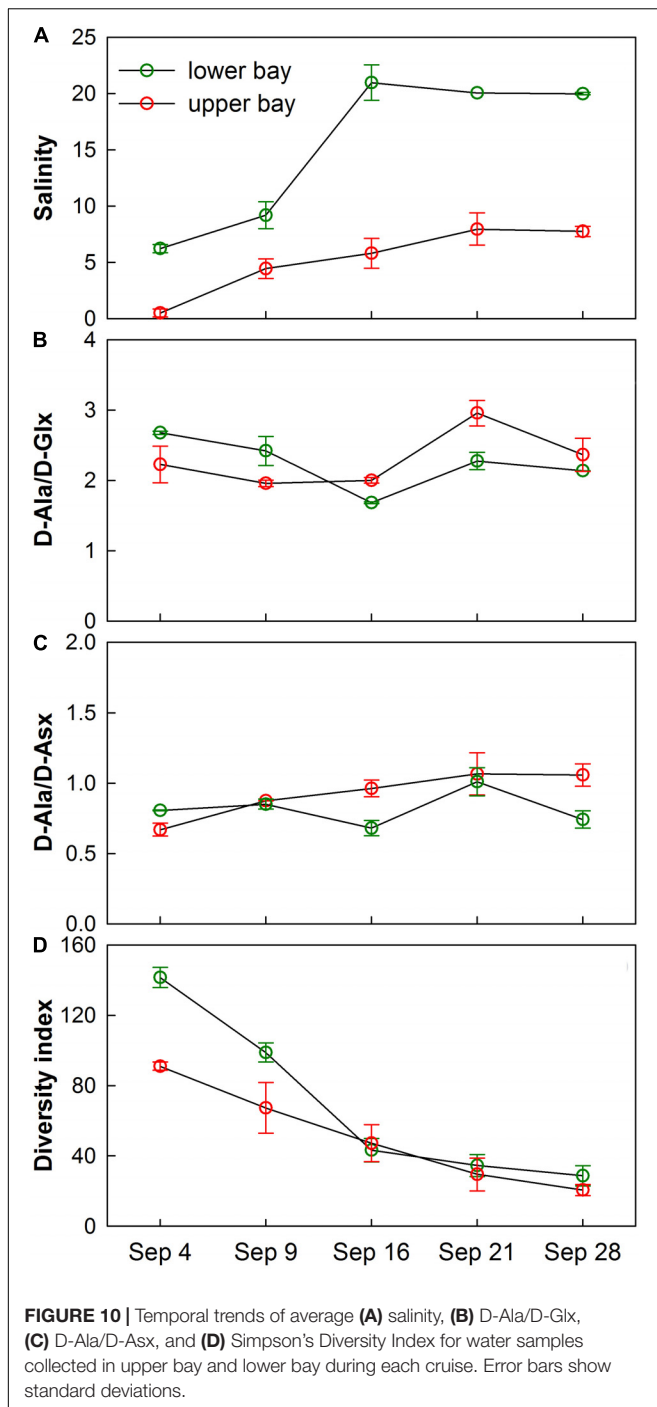 A
25
20
15
10
5
0
Salinity
lower bay
upper bay
B
4
3
2
1
0
D-Ala/D-Glx
C
2.0
1.5
1.0
0.5
0.0
D-Ala/D-Asx
D
160
120
80
40
0
Diversity index
Sep 4 Sep 9 Sep 16 Sep 21 Sep 28
FIGURE 10 | Temporal trends of average (A) salinity, (B) D-Ala/D-Glx,
(C) D-Ala/D-Asx, and (D) Simpson's Diversity Index for water samples
collected in upper bay and lower bay during each cruise. Error bars show
standard deviations.